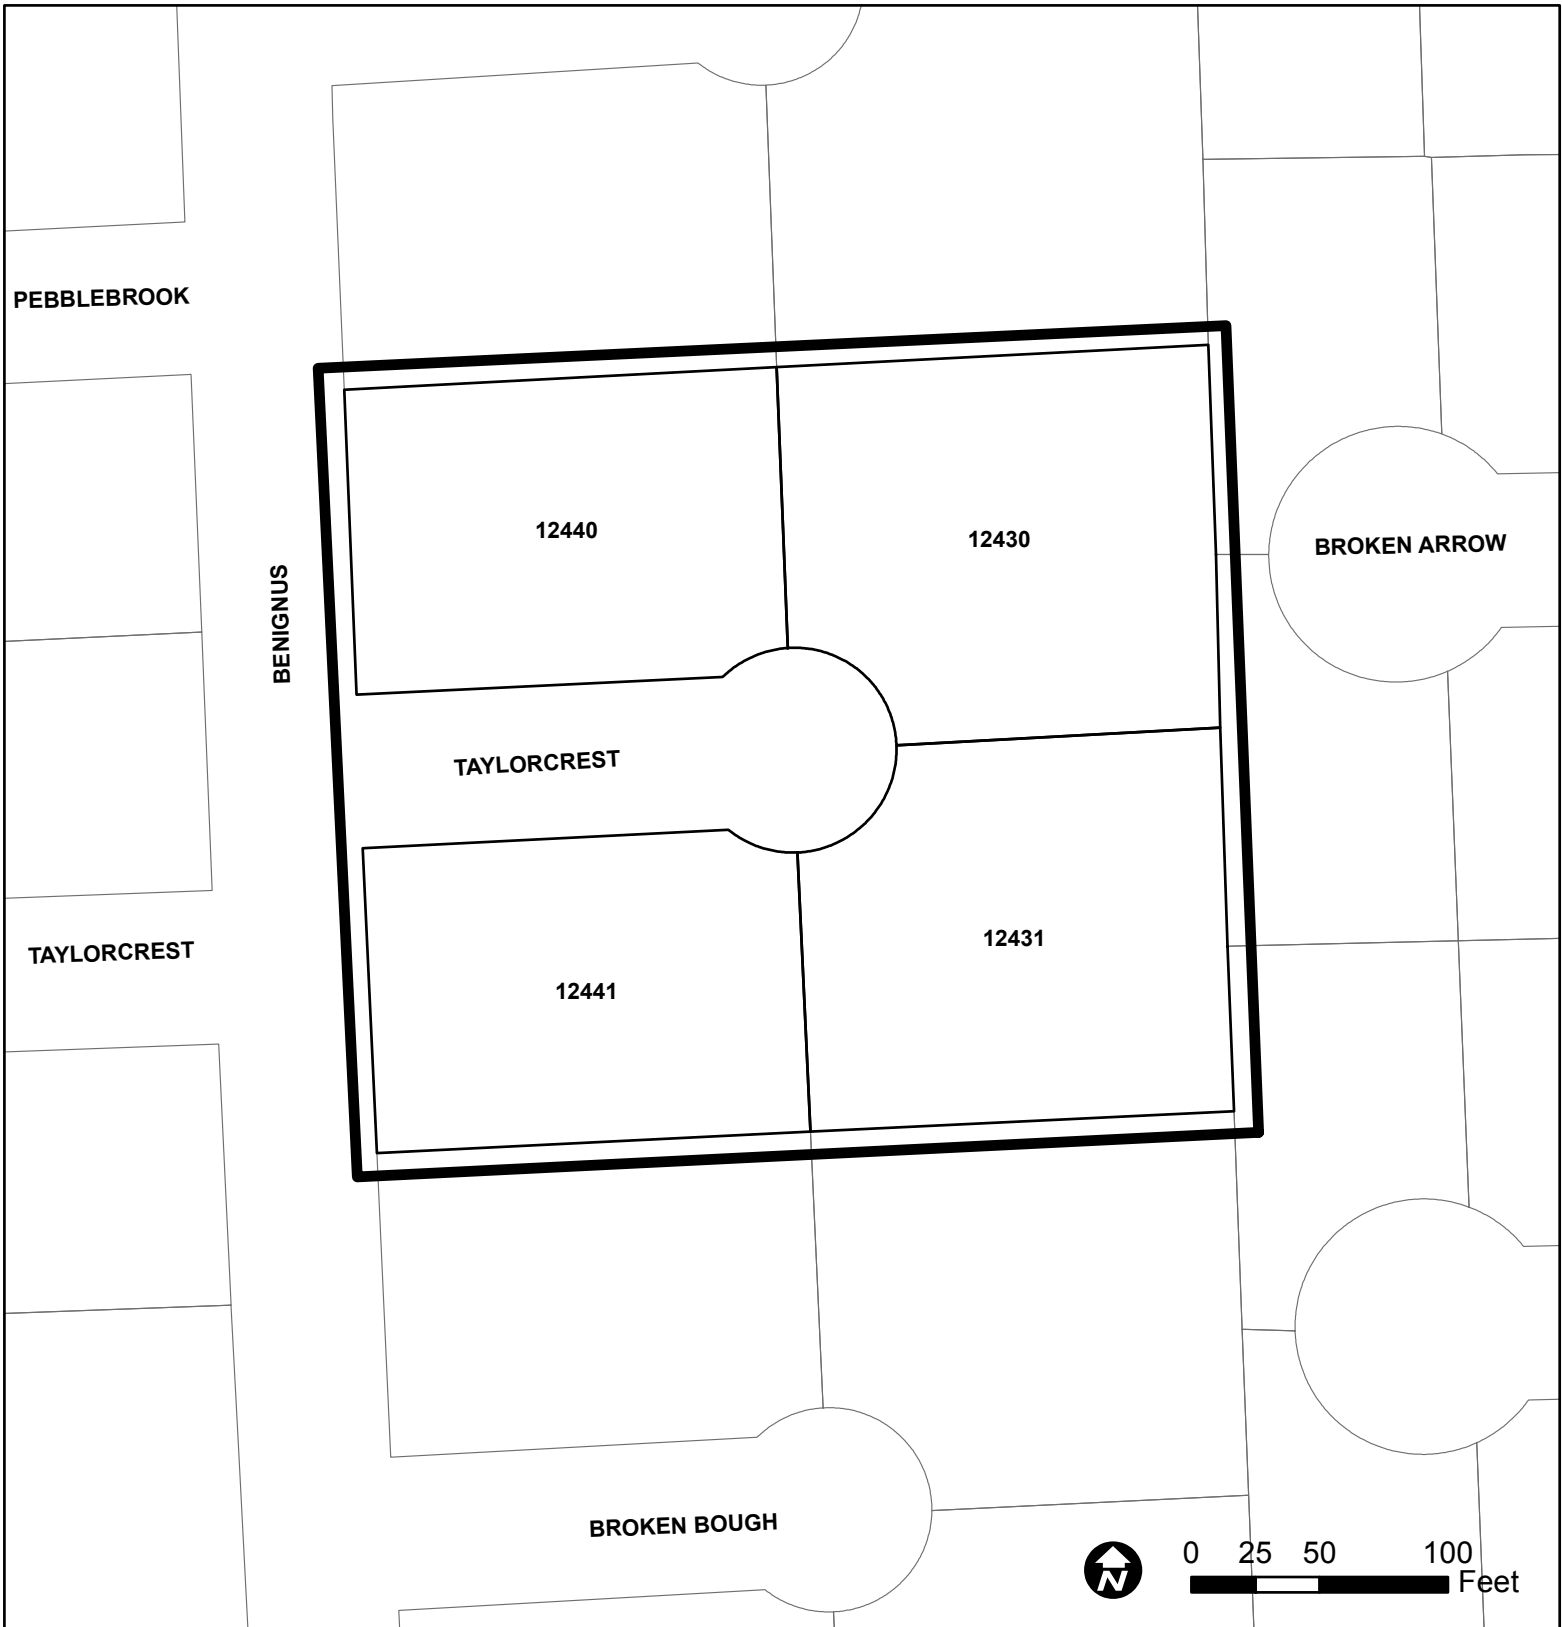 PEBBLEBROOK
12440
12430
BROKEN ARROW
BENIGNUS
TAYLORCREST
TAYLORCREST
12431
12441
BROKEN BOUGH
N
0 25 50 100
Feet